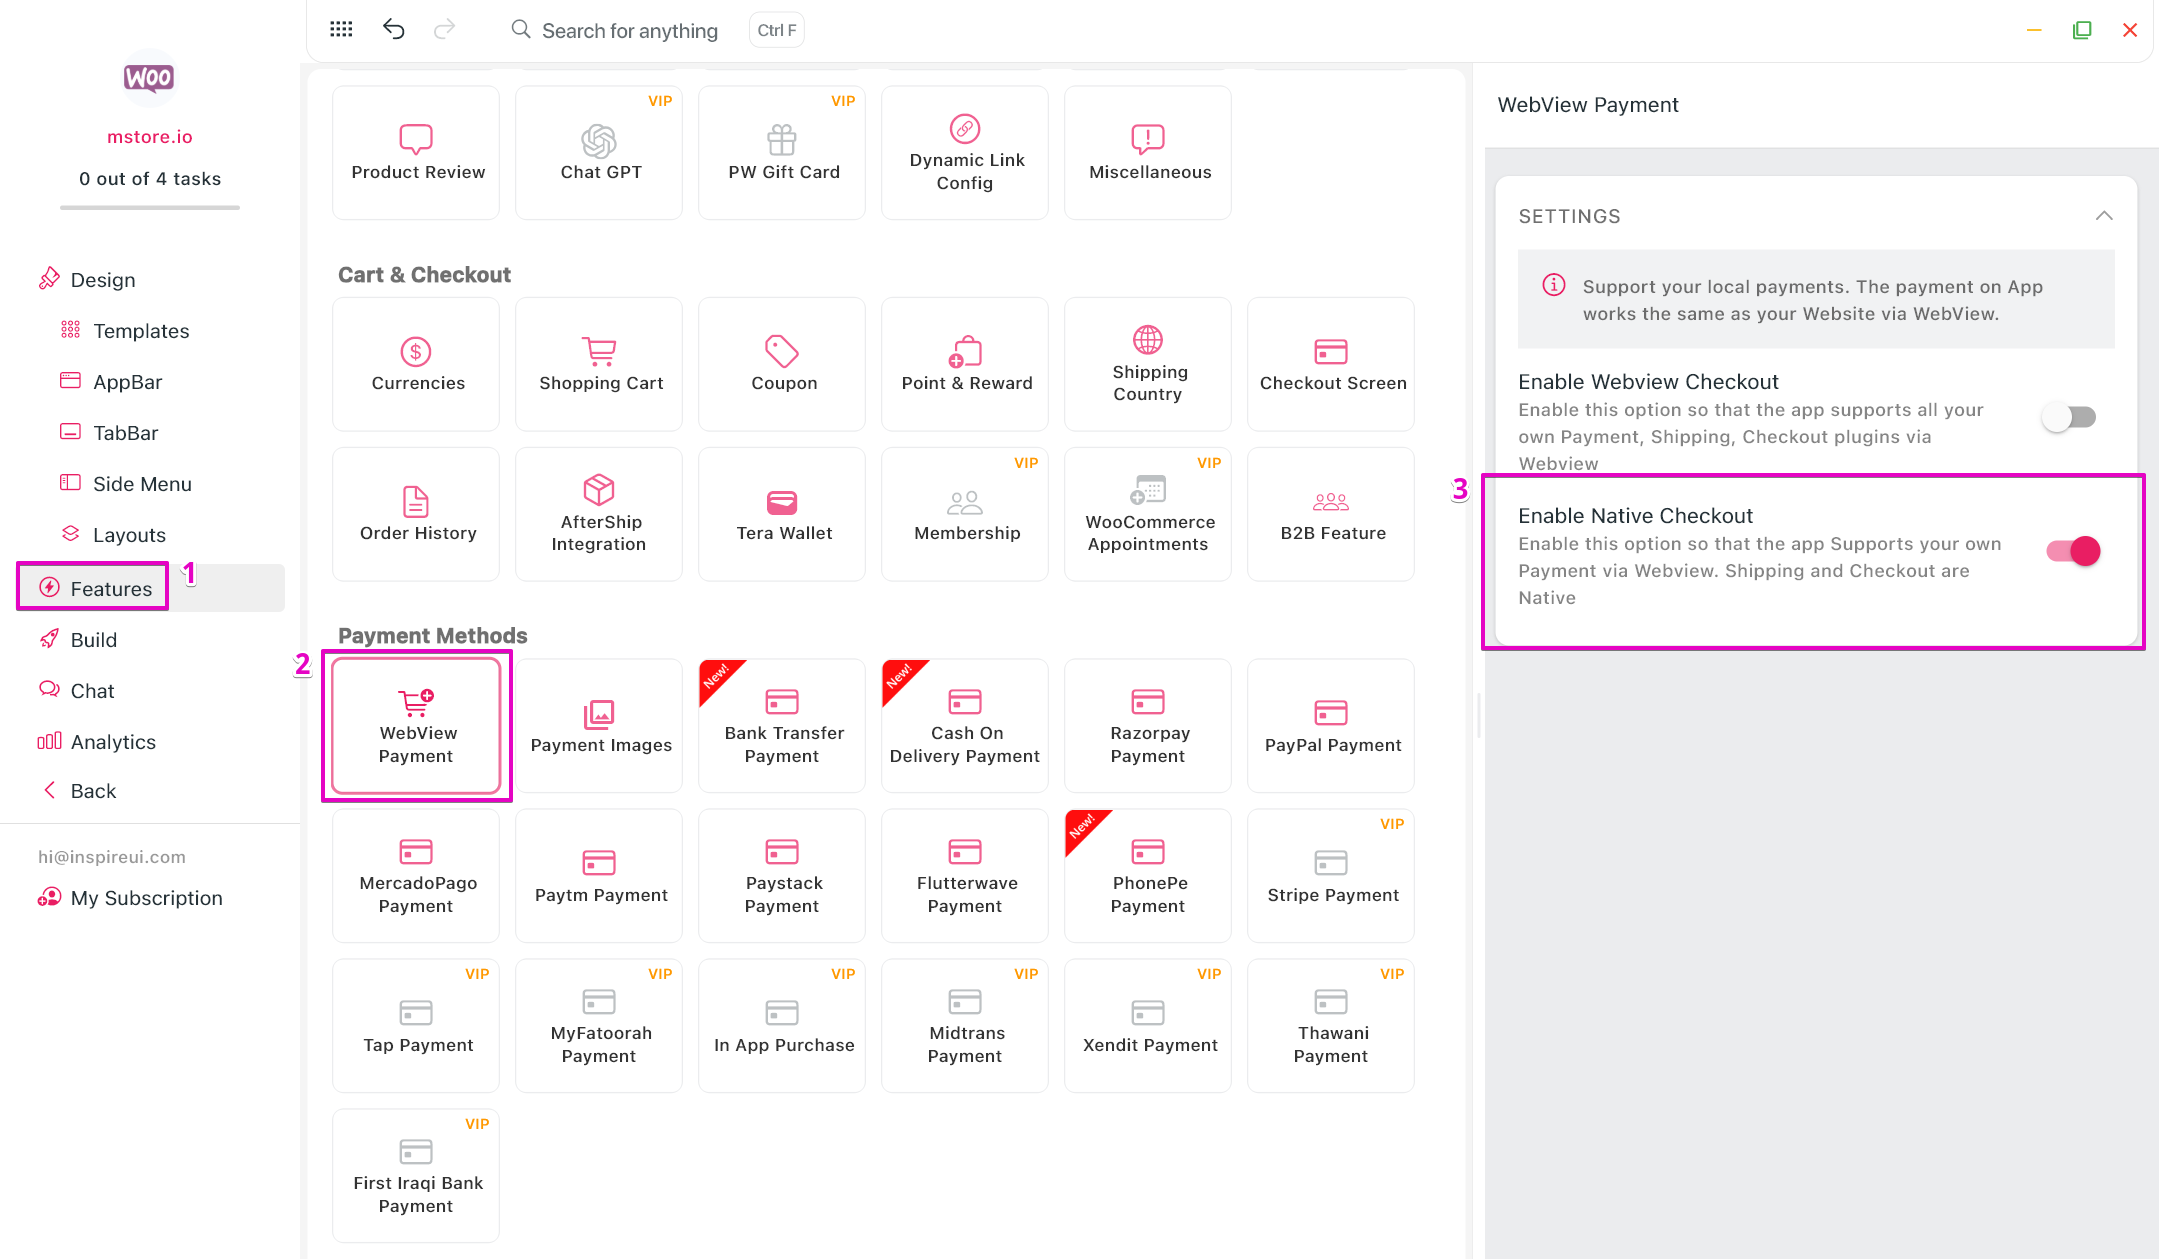 Search for anything
Ctrl F
WOO
mstore.io
0 out of 4 tasks
Design
Templates
AppBar
TabBar
Side Menu
Layouts
Features
1
Build
Chat
Analytics
Back
hi@inspireui.com
My Subscription
Product Review
VIP
Chat GPT
VIP
PW Gift Card
Dynamic Link
Config
Miscellaneous
Cart & Checkout
Currencies
Shopping Cart
Coupon
Point & Reward
Shipping
Country
Checkout Screen
Order History
AfterShip
Integration
Tera Wallet
VIP
Membership
VIP
WooCommerce
Appointments
B2B Feature
Payment Methods
2
WebView
Payment
Payment Images
New!
Bank Transfer
Payment
New!
Cash On
Delivery Payment
Razorpay
Payment
PayPal Payment
MercadoPago
Payment
Paytm Payment
Paystack
Payment
Flutterwave
Payment
New!
PhonePe
Payment
VIP
Stripe Payment
VIP
Tap Payment
VIP
MyFatoorah
Payment
VIP
In App Purchase
VIP
Midtrans
Payment
VIP
Xendit Payment
VIP
Thawani
Payment
VIP
First Iraqi Bank
Payment
WebView Payment
SETTINGS
Support your local payments. The payment on App
works the same as your Website via WebView.
Enable Webview Checkout
Enable this option so that the app supports all your
own Payment, Shipping, Checkout plugins via
Webview
3
Enable Native Checkout
Enable this option so that the app Supports your own
Payment via Webview. Shipping and Checkout are
Native